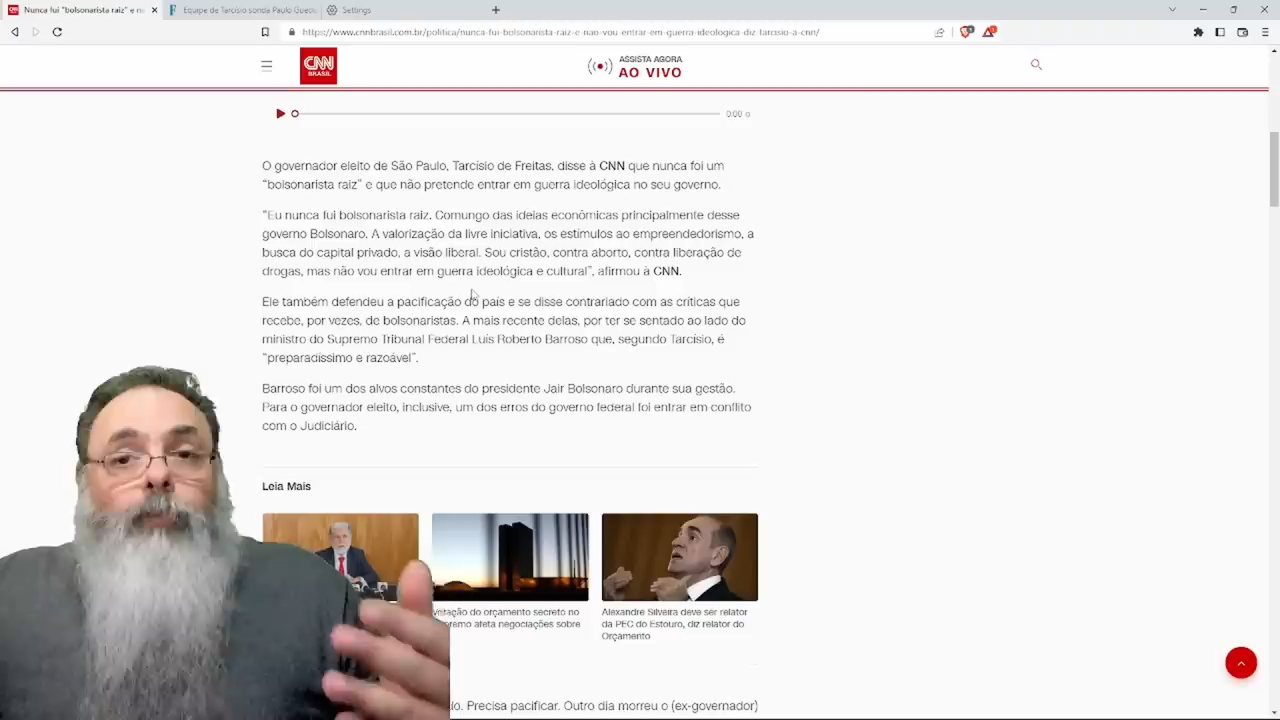 Nunca fui "bolsonarista raiz" e n
Equipe de Tarcísio sonda Paulo Gued
Settings
https://www.cnnbrasil.com.br/politica/nunca-fui-bolsonarista-raiz-e-nao-vou-entrar-em-guerra-ideologica-diz-tarcisio-a-cnn/
CNN
BRASIL
ASSISTA AGORA
AO VIVO
0:00
O governador eleito de São Paulo, Tarcísio de Freitas, disse à CNN que nunca foi um
“bolsonarista raiz” e que não pretende entrar em guerra ideológica no seu governo.
“Eu nunca fui bolsonarista raiz. Comungo das ideias econômicas principalmente desse
governo Bolsonaro. A valorização da livre iniciativa, os estímulos ao empreendedorismo, a
busca do capital privado, a visão liberal. Sou cristão, contra aborto, contra liberação de
drogas, mas não vou entrar em guerra ideológica e cultural”, afirmou à CNN.
Ele também defendeu a pacificação do país e se disse contrariado com as críticas que
recebe, por vezes, de bolsonaristas. A mais recente delas, por ter se sentado ao lado do
ministro do Supremo Tribunal Federal Luís Roberto Barroso que, segundo Tarcísio, é
“preparadíssimo e razoável”.
Barroso foi um dos alvos constantes do presidente Jair Bolsonaro durante sua gestão.
Para o governador eleito, inclusive, um dos erros do governo federal foi entrar em conflito
com o Judiciário.
Leia Mais
Votação do orçamento secreto no
premo afeta negociações sobre
Alexandre Silveira deve ser relator
da PEC do Estouro, diz relator do
Orçamento
Precisa pacificar. Outro dia morreu o (ex-governador)